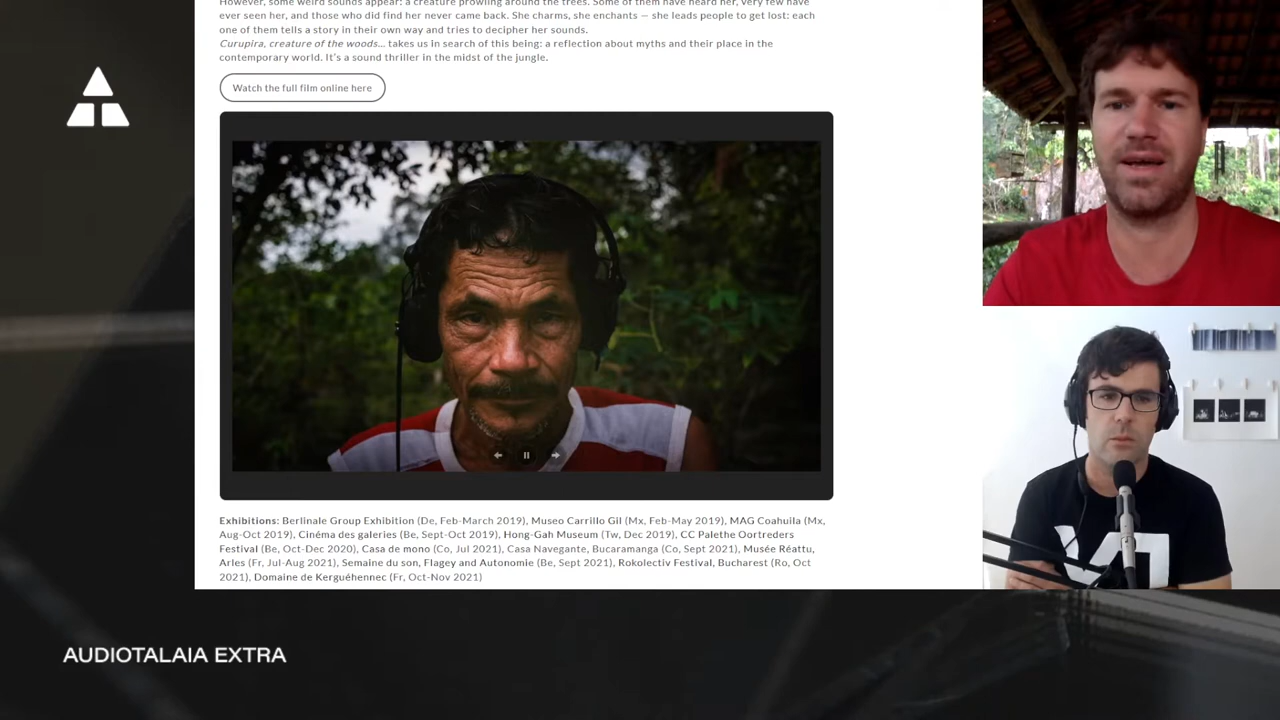 However, some weird sounds appear: a creature prowling around the trees. Some of them have heard her, very few have
ever seen her, and those who did find her never came back. She charms, she enchants — she leads people to get lost: each
one of them tells a story in their own way and tries to decipher her sounds.
Curupira, creature of the woods... takes us in search of this being: a reflection about myths and their place in the
contemporary world. It's a sound thriller in the midst of the jungle.
Watch the full film online here
Exhibitions: Berlinale Group Exhibition (De, Feb-March 2019), Museo Carrillo Gil (Mx, Feb-May 2019), MAG Coahuila (Mx,
Aug-Oct 2019), Cinéma des galeries (Be, Sept-Oct 2019), Hong-Gah Museum (Tw, Dec 2019), CC Palethe Oortreders
Festival (Be, Oct-Dec 2020), Casa de mono (Co, Jul 2021), Casa Navegante, Bucaramanga (Co, Sept 2021), Musée Réattu,
Arles (Fr, Jul-Aug 2021), Semaine du son, Flagey and Autonomie (Be, Sept 2021), Rokolectiv Festival, Bucharest (Ro, Oct
2021), Domaine de Kerguéhennec (Fr, Oct-Nov 2021)
AUDIOTALAIA EXTRA